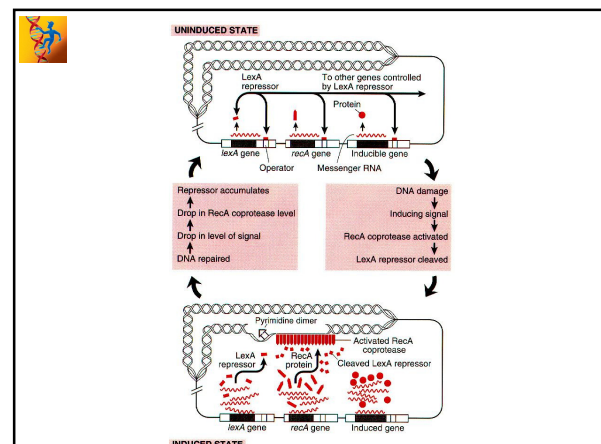 UNINDUCED STATE
LexA
repressor
To other genes controlled
by LexA repressor
Protein
lexA gene
recA gene
Inducible gene
Operator
Messenger RNA
Repressor accumulates
Drop in RecA coprotease level
Drop in level of signal
DNA repaired
DNA damage
Inducing signal
RecA coprotease activated
LexA repressor cleaved
Pyrimidine dimer
Activated RecA
coprotease
LexA
repressor
RecA
protein
Cleaved LexA repressor
lexA gene
recA gene
Induced gene
INDUCED STATE